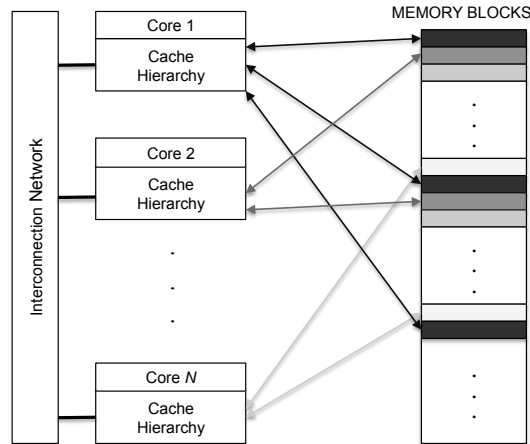 MEMORY BLOCKS
Core 1
Cache
Hierarchy
Core 2
Cache
Hierarchy
Core N
Cache
Hierarchy
Interconnection Network